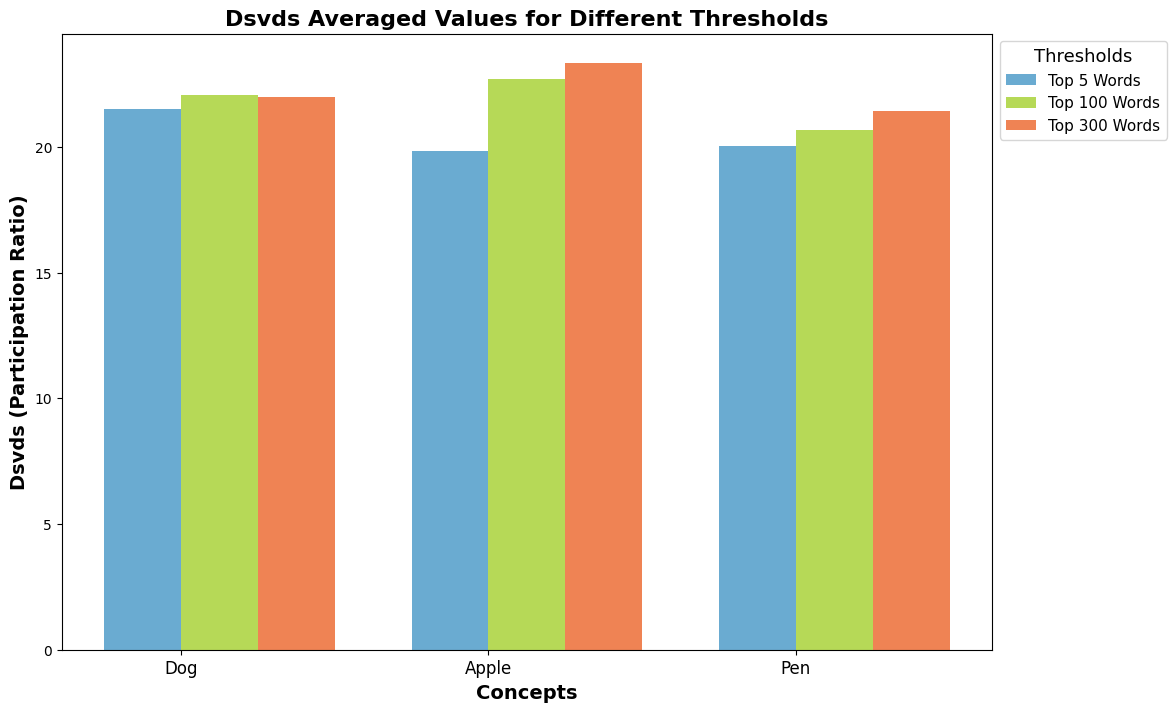 Dsvds Averaged Values for Different Thresholds
Thresholds
Top 5 Words
Top 100 Words
Top 300 Words
Dsvds (Participation Ratio)
20
15
10
5
0
Dog
Apple
Pen
Concepts